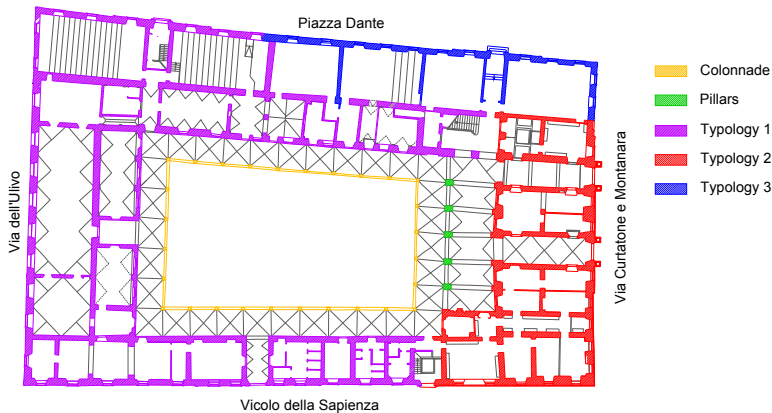 Piazza Dante
Colonnade
Pillars
Typology 1
Typology 2
Typology 3
Via dell'Ulivo
Via Curtatone e Montanara
Vicolo della Sapienza